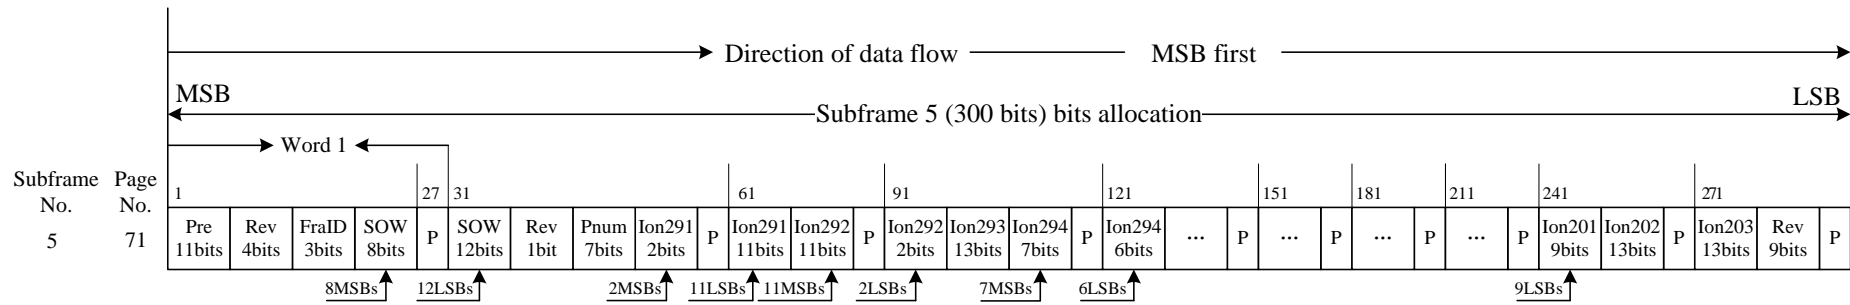 Direction of data flow MSB first
MSB LSB
Subframe 5 (300 bits) bits allocation
Word 1
Subframe No. Page No.
1 27 31 61 91 121 151 181 211 241 271
5 71
Pre 11bits
Rev 4bits
FraID 3bits
SOW 8bits
P
SOW 12bits
Rev 1bit
Pnum 7bits
Ion291 2bits
P
Ion291 11bits
Ion292 11bits
P
Ion292 2bits
Ion293 13bits
Ion294 7bits
P
Ion294 6bits
...
P
...
P
...
P
...
P
Ion201 9bits
Ion202 13bits
P
Ion203 13bits
Rev 9bits
P
8MSBs 12LSBs 2MSBs 11LSBs 11MSBs 2LSBs 7MSBs 6LSBs 9LSBs